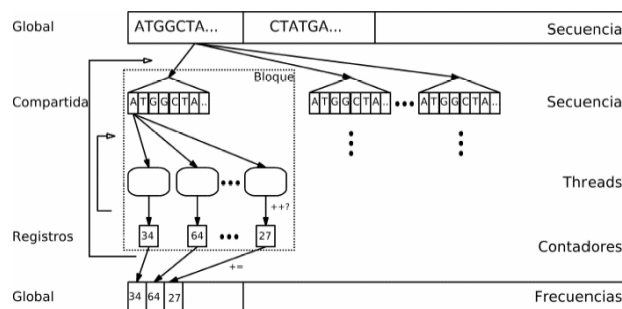 Global ATGGCTA... CTATGA... Secuencia
Bloque
Compartida ATGGCTA.. ATGGCTA.. ATGGCTA.. Secuencia
Threads
++?
Registros 34 64 27 Contadores
+=
Global 34 64 27 Frecuencias